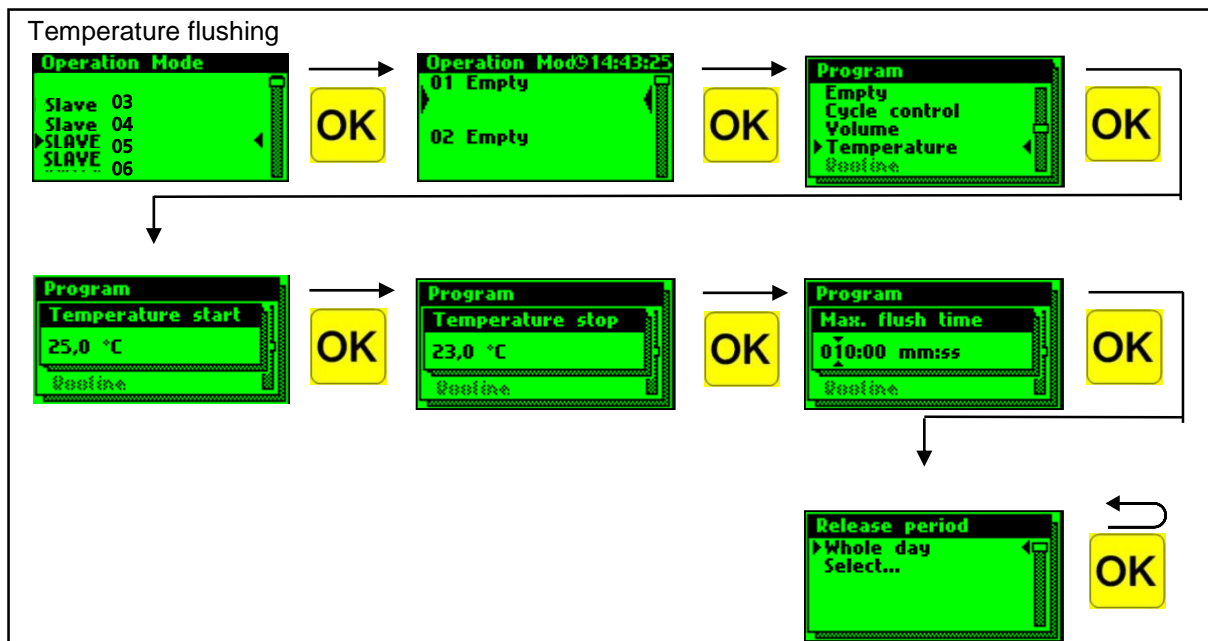 Temperature flushing
Operation Mode
Slave 03
Slave 04
SLAVE 05
SLAVE 06
OK
Operation Mod 14:43:25
01 Empty
02 Empty
OK
Program
Empty
Cycle control
Volume
Temperature
OK
Program
Temperature start
25,0 °C
OK
Program
Temperature stop
23,0 °C
OK
Program
Max. flush time
010:00 mm:ss
OK
Release period
Whole day
Select...
OK